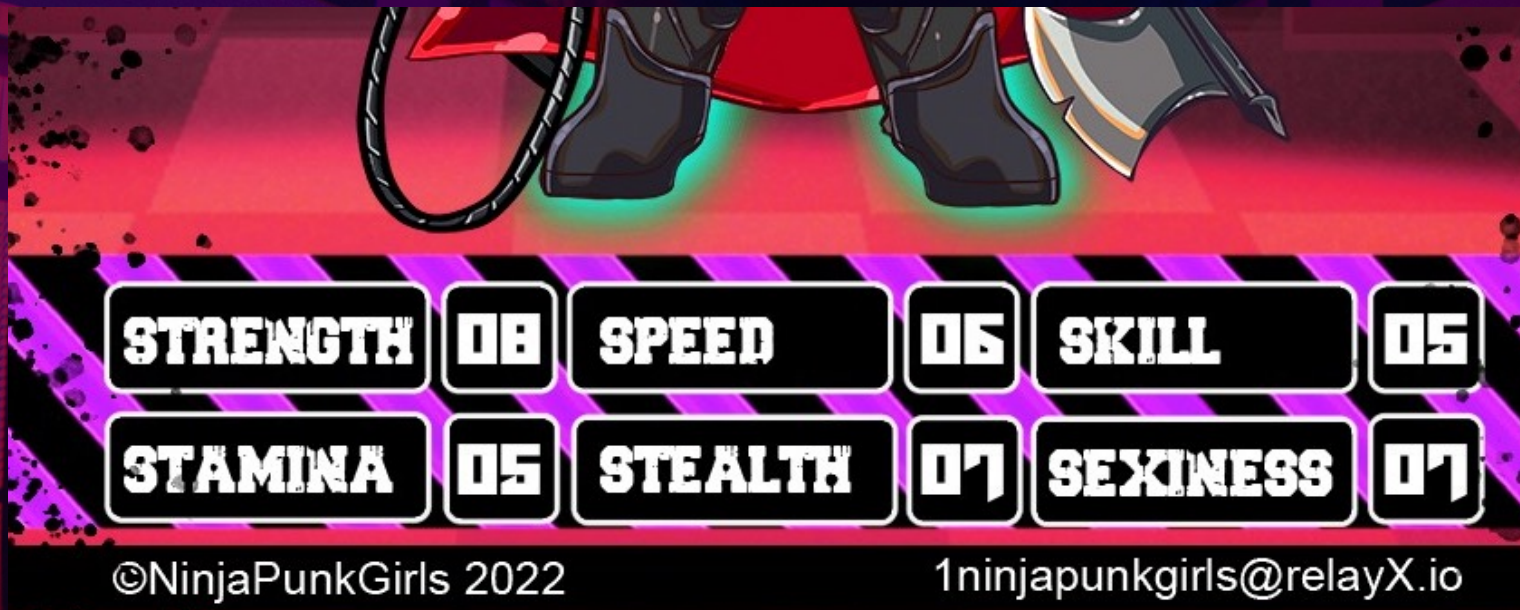 STRENGTH 08 SPEED 06 SKILL 05
STAMINA 05 STEALTH 07 SEXINESS 07
©NinjaPunkGirls 2022 1ninjapunkgirls@relayX.io